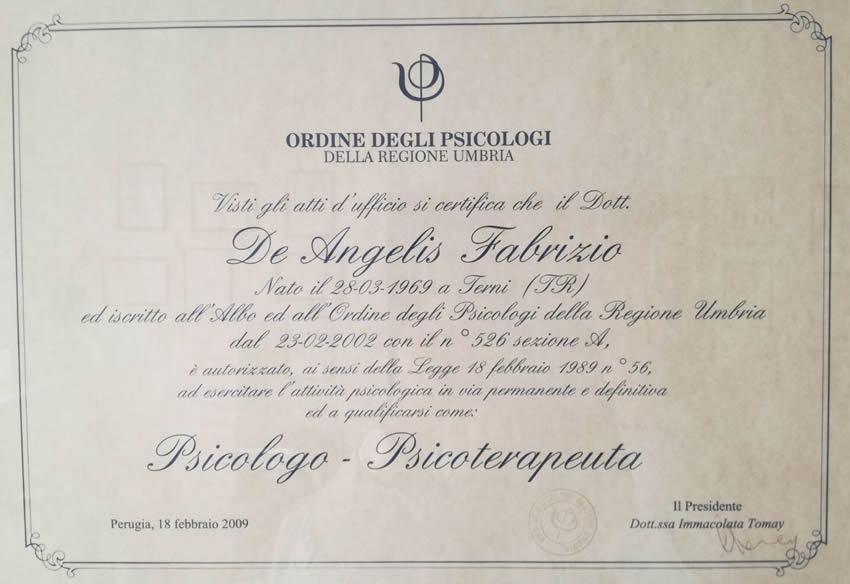 ORDINE DEGLI PSICOLOGI
DELLA REGIONE UMBRIA
Visti gli atti d'ufficio si certifica che il Dott.
De Angelis Fabrizio
Nato il 28-03-1969 a Terni (TR)
ed iscritto all'Albo ed all'Ordine degli Psicologi della Regione Umbria
dal 23-02-2002 con il n° 526 sezione A,
è autorizzato, ai sensi della Legge 18 febbraio 1989 n° 56,
ad esercitare l'attività psicologica in via permanente e definitiva
ed a qualificarsi come:
Psicologo - Psicoterapeuta
Il Presidente
Perugia, 18 febbraio 2009
Dott.ssa Immacolata Tomay